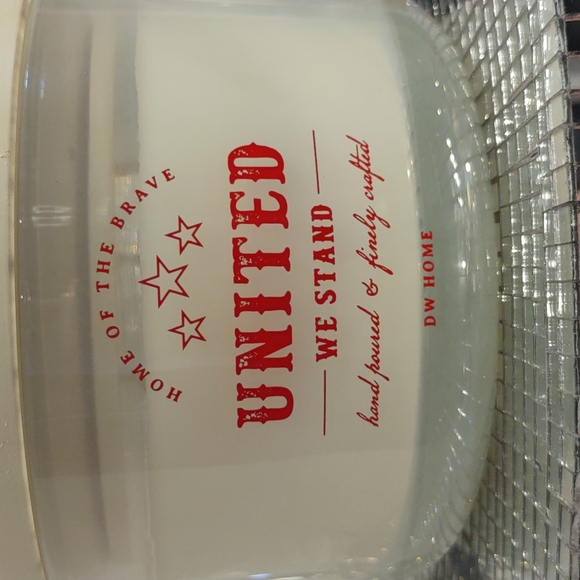 HOME OF THE BRAVE
UNITED
WE STAND
hand poured & finely crafted
DW HOME